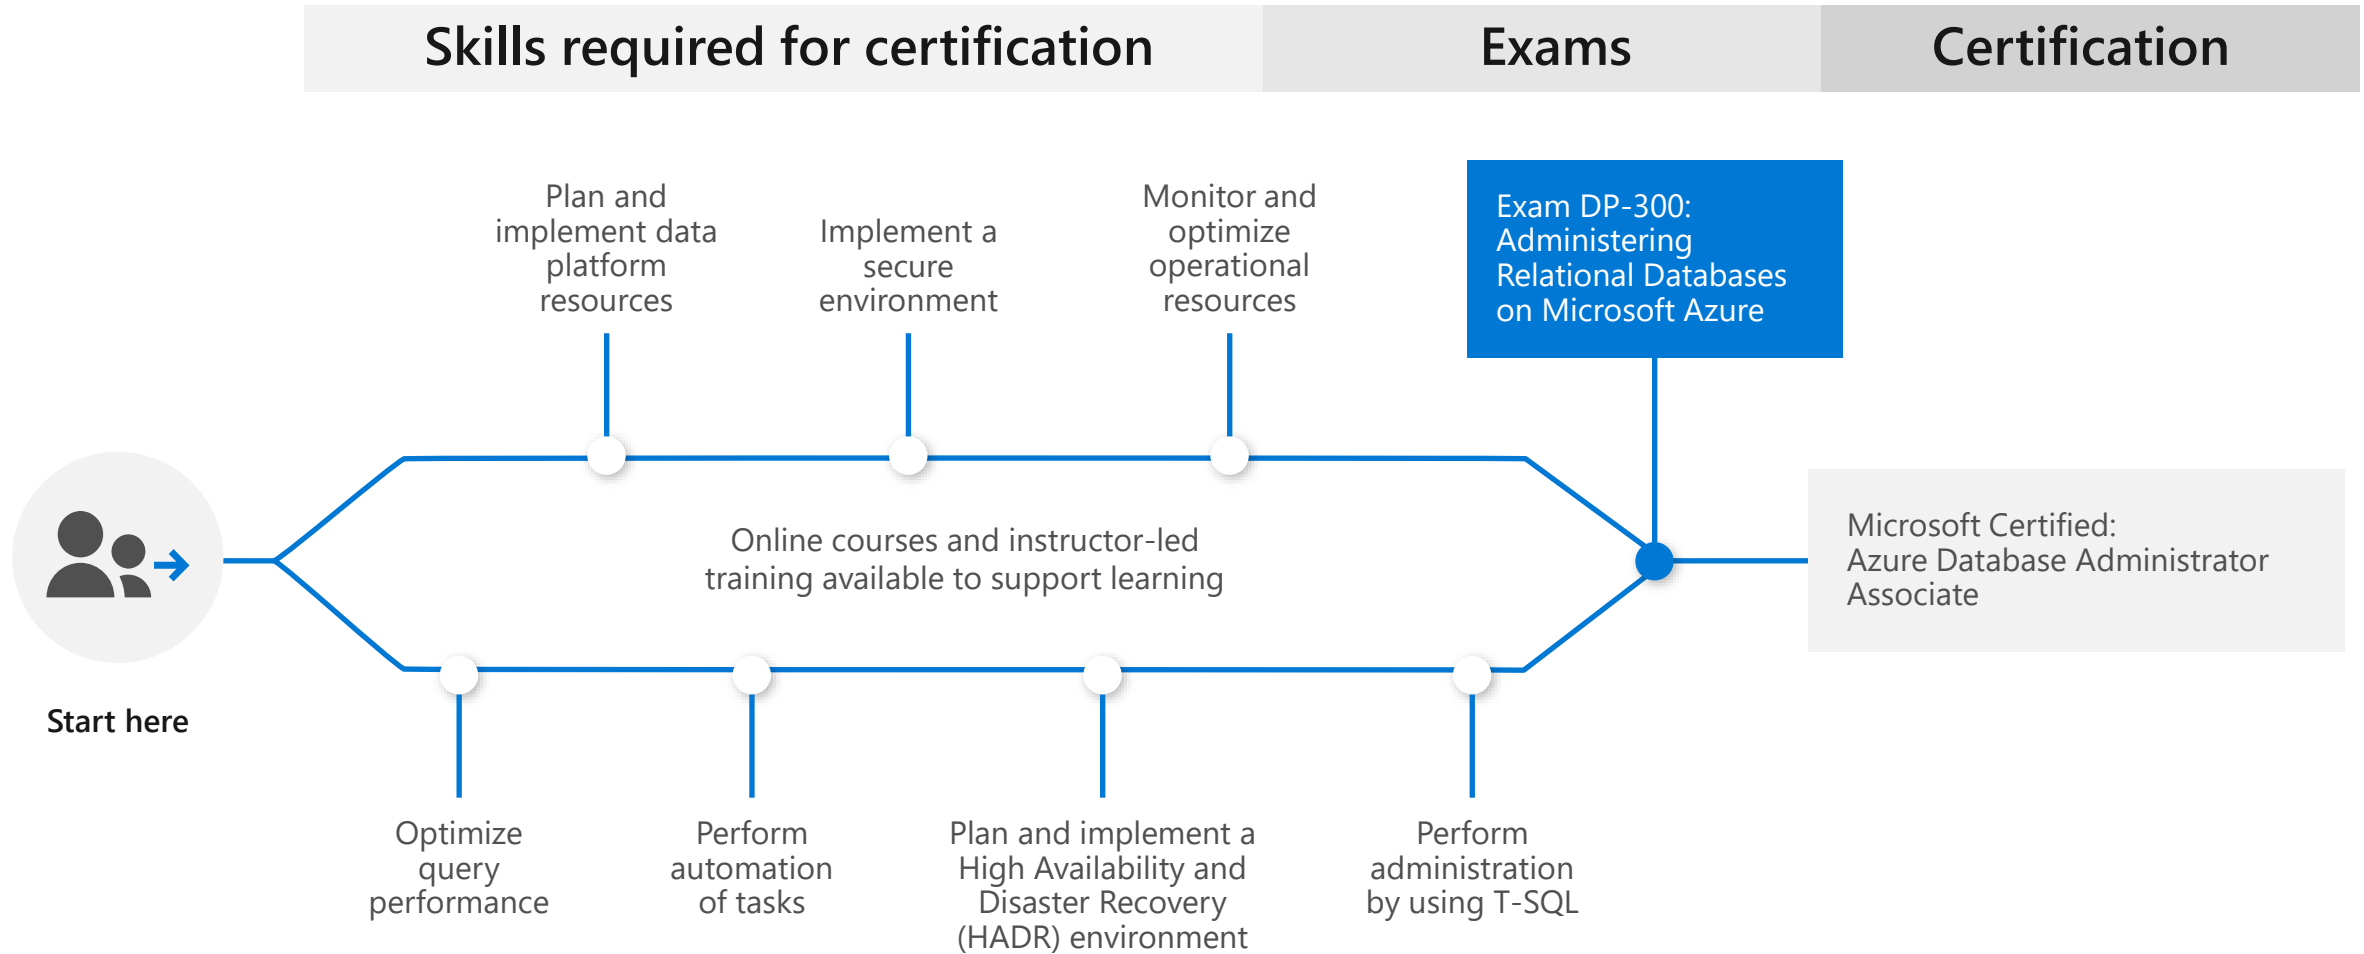 Skills required for certification
Exams
Certification
Plan and
implement data
platform
resources
Implement a
secure
environment
Monitor and
optimize
operational
resources
Exam DP-300:
Administering
Relational Databases
on Microsoft Azure
Online courses and instructor-led
training available to support learning
Microsoft Certified:
Azure Database Administrator
Associate
Start here
Optimize
query
performance
Perform
automation
of tasks
Plan and implement a
High Availability and
Disaster Recovery
(HADR) environment
Perform
administration
by using T-SQL